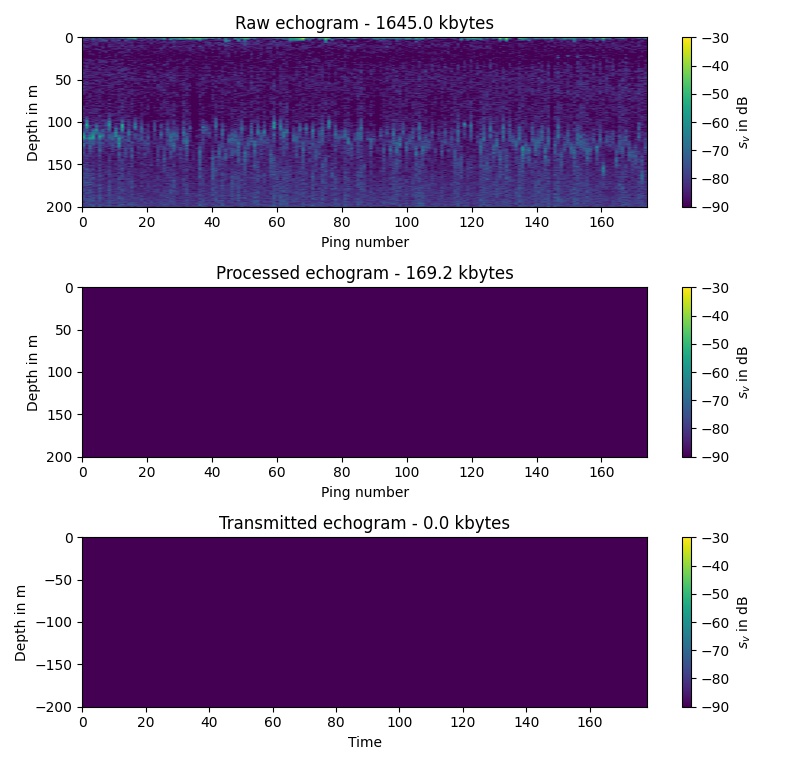 Raw echogram - 1645.0 kbytes
0
50
100
150
200
Depth in m
0 20 40 60 80 100 120 140 160
Ping number
−30
−40
−50
−60
−70
−80
−90
sv in dB
Processed echogram - 169.2 kbytes
0
50
100
150
200
Depth in m
0 20 40 60 80 100 120 140 160
Ping number
−30
−40
−50
−60
−70
−80
−90
sv in dB
Transmitted echogram - 0.0 kbytes
0
−50
−100
−150
−200
Depth in m
0 20 40 60 80 100 120 140 160
Time
−30
−40
−50
−60
−70
−80
−90
sv in dB